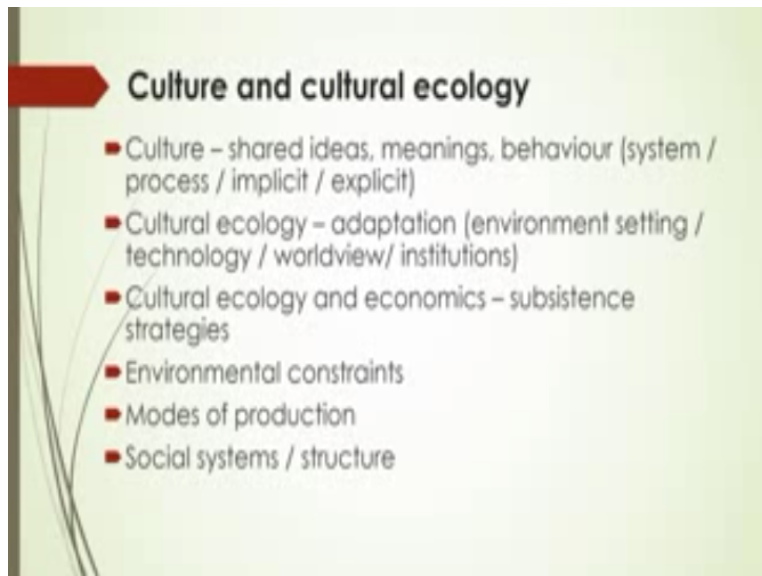 Culture and cultural ecology
Culture – shared ideas, meanings, behaviour (system /
process / implicit / explicit)
Cultural ecology – adaptation (environment setting /
technology / worldview/ institutions)
Cultural ecology and economics – subsistence
strategies
Environmental constraints
Modes of production
Social systems / structure